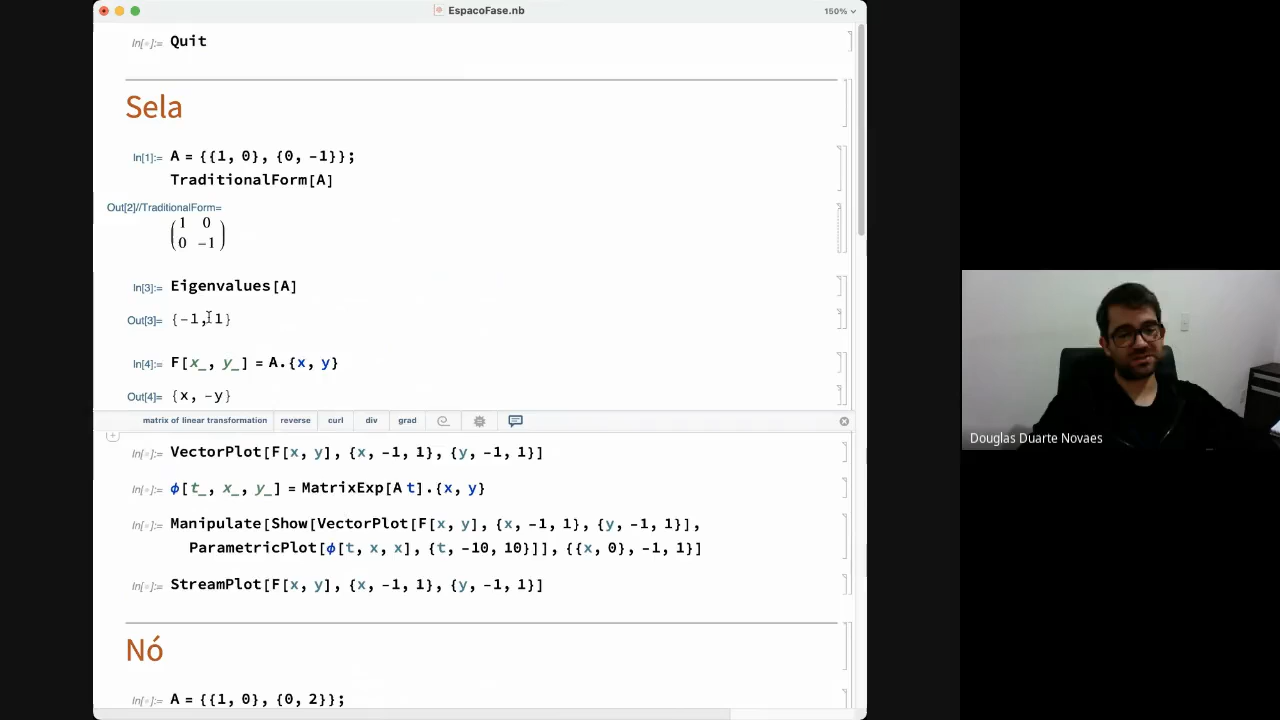 EspacoFase.nb
150%
In[•]:= Quit
Sela
In[1]:= A = {{1, 0}, {0, -1}};
TraditionalForm[A]
Out[2]//TraditionalForm=
1 0
0 -1
In[3]:= Eigenvalues[A]
Out[3]= {-1, 1}
In[4]:= F[x_, y_] = A.{x, y}
Out[4]= {x, -y}
matrix of linear transformation reverse curl div grad
In[•]:= VectorPlot[F[x, y], {x, -1, 1}, {y, -1, 1}]
In[•]:= ϕ[t_, x_, y_] = MatrixExp[A t].{x, y}
In[•]:= Manipulate[Show[VectorPlot[F[x, y], {x, -1, 1}, {y, -1, 1}],
ParametricPlot[ϕ[t, x, x], {t, -10, 10}]], {{x, 0}, -1, 1}]
In[•]:= StreamPlot[F[x, y], {x, -1, 1}, {y, -1, 1}]
Nó
In[•]:= A = {{1, 0}, {0, 2}};
Douglas Duarte Novaes